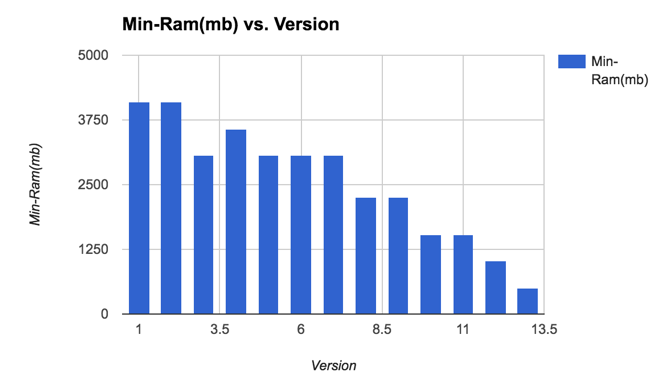 Min-Ram(mb) vs. Version
5000
3750
2500
1250
0
Min-Ram(mb)
1 3.5 6 8.5 11 13.5
Version
Min-
Ram(mb)